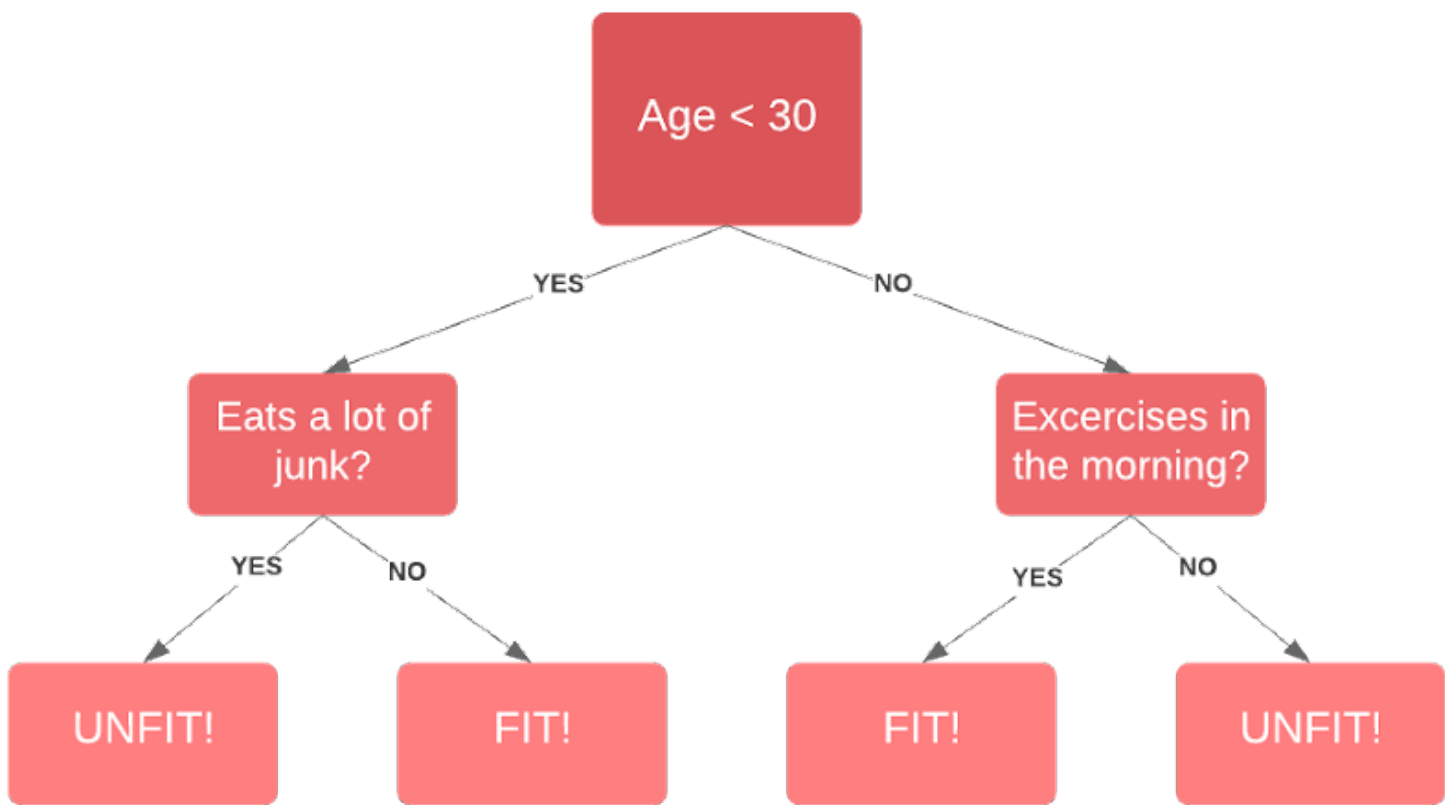 Age < 30
YES
NO
Eats a lot of
junk?
Excercises in
the morning?
YES
NO
YES
NO
UNFIT!
FIT!
FIT!
UNFIT!